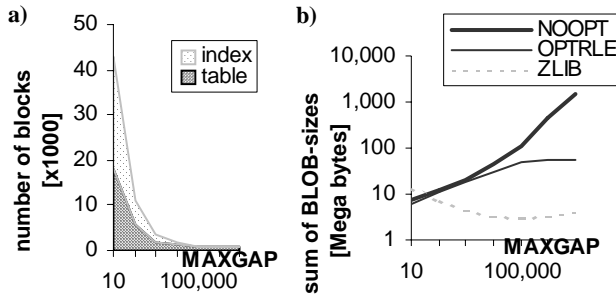 a)
number of blocks
[x1000]
50
40
30
20
10
0
index
table
MAXGAP
10
100,000
b)
sum of BLOB-sizes
[Mega bytes]
NOOPT
OPTRLE
ZLIB
10,000
1,000
100
10
1
MAXGAP
10
100,000